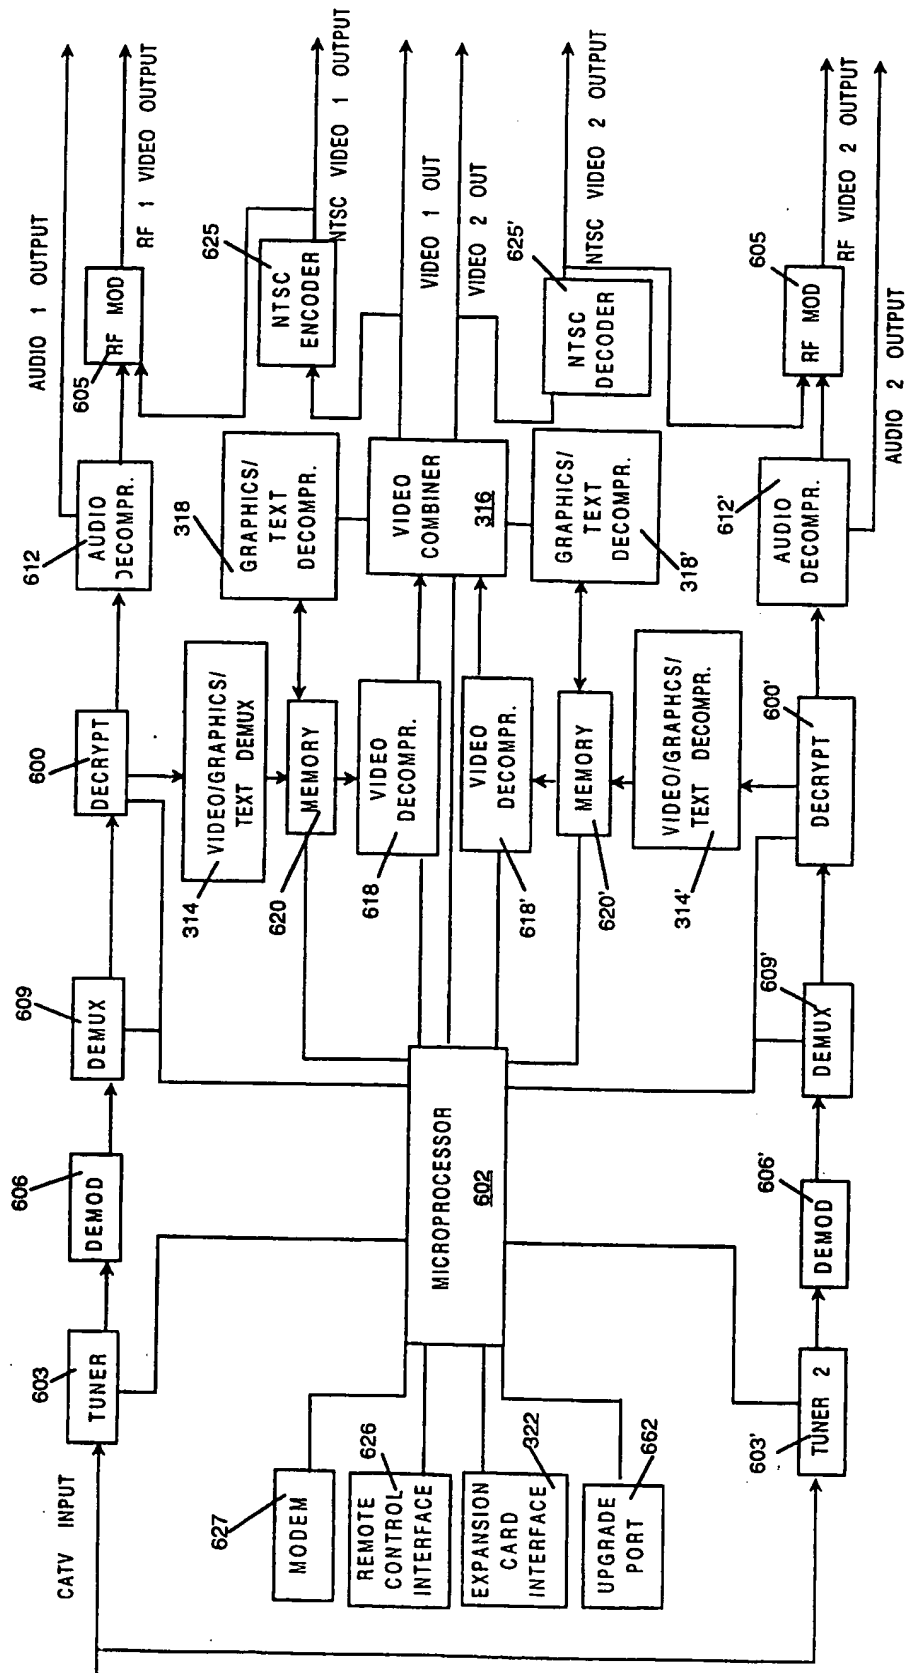 CATV INPUT
603
TUNER
606
DEMOD
609
DEMUX
600
DECRYPT
612
AUDIO
DECOMPR.
605
RF MOD
AUDIO 1 OUTPUT
RF 1 VIDEO OUTPUT
314
VIDEO/GRAPHICS/
TEXT DEMUX
318
GRAPHICS/
TEXT
DECOMPR.
625
NTSC
ENCODER
NTSC VIDEO 1 OUTPUT
627
MODEM
620
MEMORY
626
REMOTE
CONTROL
INTERFACE
618
VIDEO
DECOMPR.
VIDEO 1 OUT
MICROPROCESSOR
602
VIDEO
COMBINER
316
VIDEO 2 OUT
322
EXPANSION
CARD
INTERFACE
618'
VIDEO
DECOMPR.
625'
NTSC
DECODER
NTSC VIDEO 2 OUTPUT
662
UPGRADE
PORT
620'
MEMORY
GRAPHICS/
TEXT
DECOMPR.
318'
314'
VIDEO/GRAPHCS/
TEXT DECOMPR.
603'
TUNER 2
606'
DEMOD
609'
DEMUX
600'
DECRYPT
612'
AUDIO
DECOMPR.
605
RF MOD
RF VIDEO 2 OUTPUT
AUDIO 2 OUTPUT